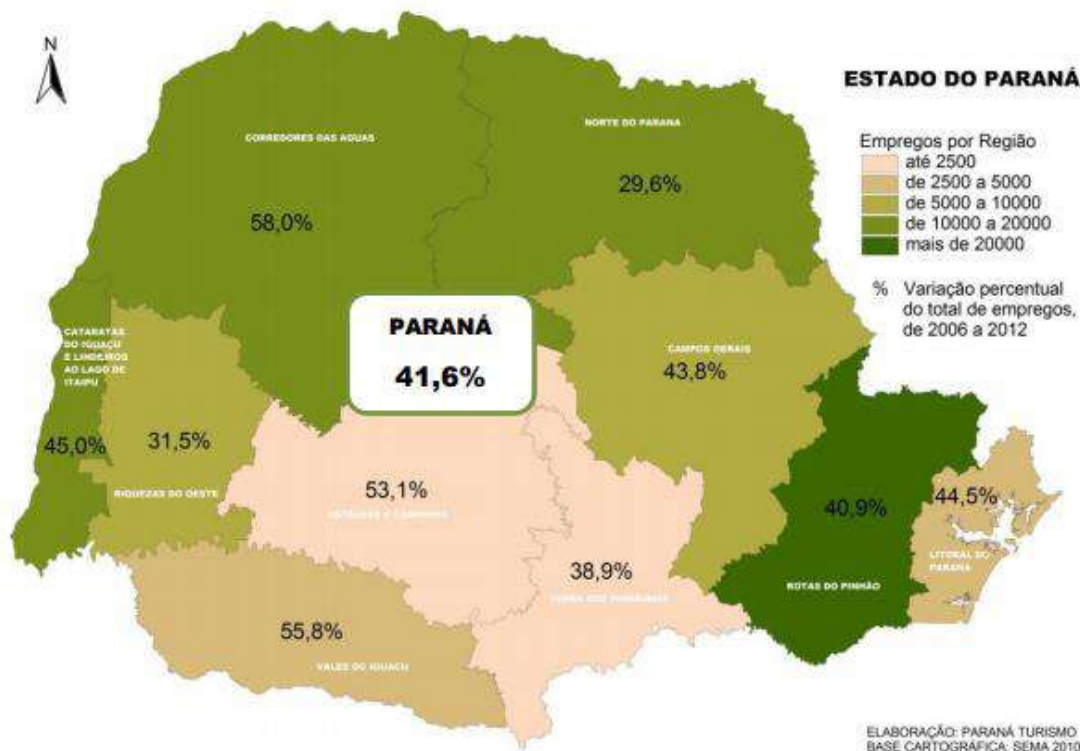 N
ESTADO DO PARANÁ
Empregos por Região
até 2500
de 2500 a 5000
de 5000 a 10000
de 10000 a 20000
mais de 20000
% Variação percentual
do total de empregos,
de 2006 a 2012
CORREDORES DAS AGUAS
58,0%
NORTE DO PARANA
29,6%
PARANÁ
41,6%
CATARATAS
DO IGUAÇU
E LINDEIROS
AO LAGO DE
ITAIPU
45,0%
31,5%
RIQUEZAS DO OESTE
CAMPOS GERAIS
43,8%
53,1%
38,9%
40,9%
ROTAS DO PINHÃO
44,5%
LITORAL DO
PARANÁ
55,8%
VALES DO IGUAÇU
ELABORAÇÃO: PARANÁ TURISMO
BASE CARTOGRÁFICA: SEMA 2010